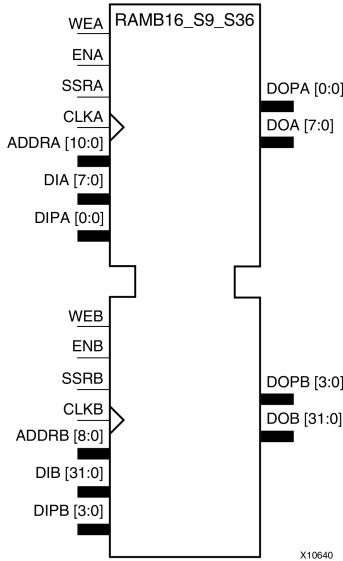 RAMB16_S9_S36
WEA
ENA
SSRA
CLKA
ADDRA [10:0]
DIA [7:0]
DIPA [0:0]
DOPA [0:0]
DOA [7:0]
WEB
ENB
SSRB
CLKB
ADDRB [8:0]
DIB [31:0]
DIPB [3:0]
DOPB [3:0]
DOB [31:0]
X10640